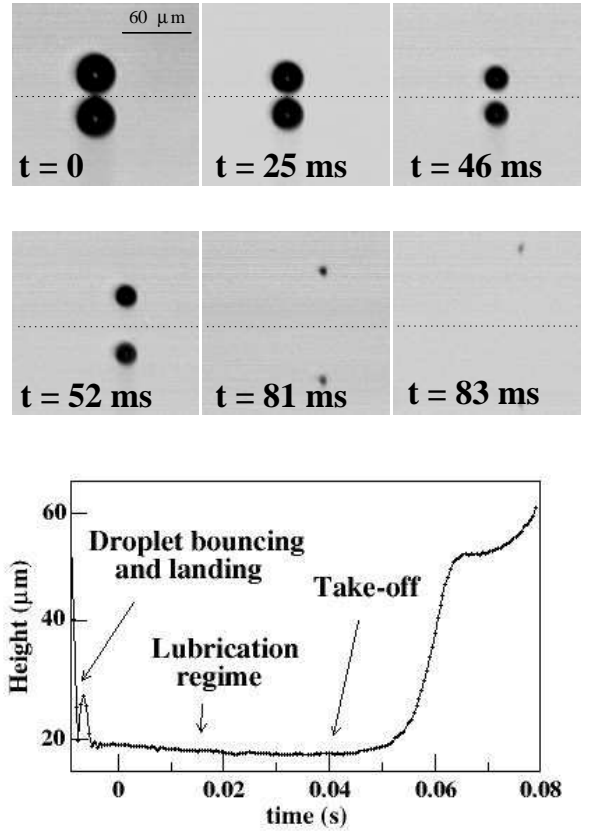 60 μm
t = 0
t = 25 ms
t = 46 ms
t = 52 ms
t = 81 ms
t = 83 ms
60
Droplet bouncing
and landing
Take-off
40
Height (μm)
Lubrication
regime
20
0
0.02
0.04
0.06
0.08
time (s)